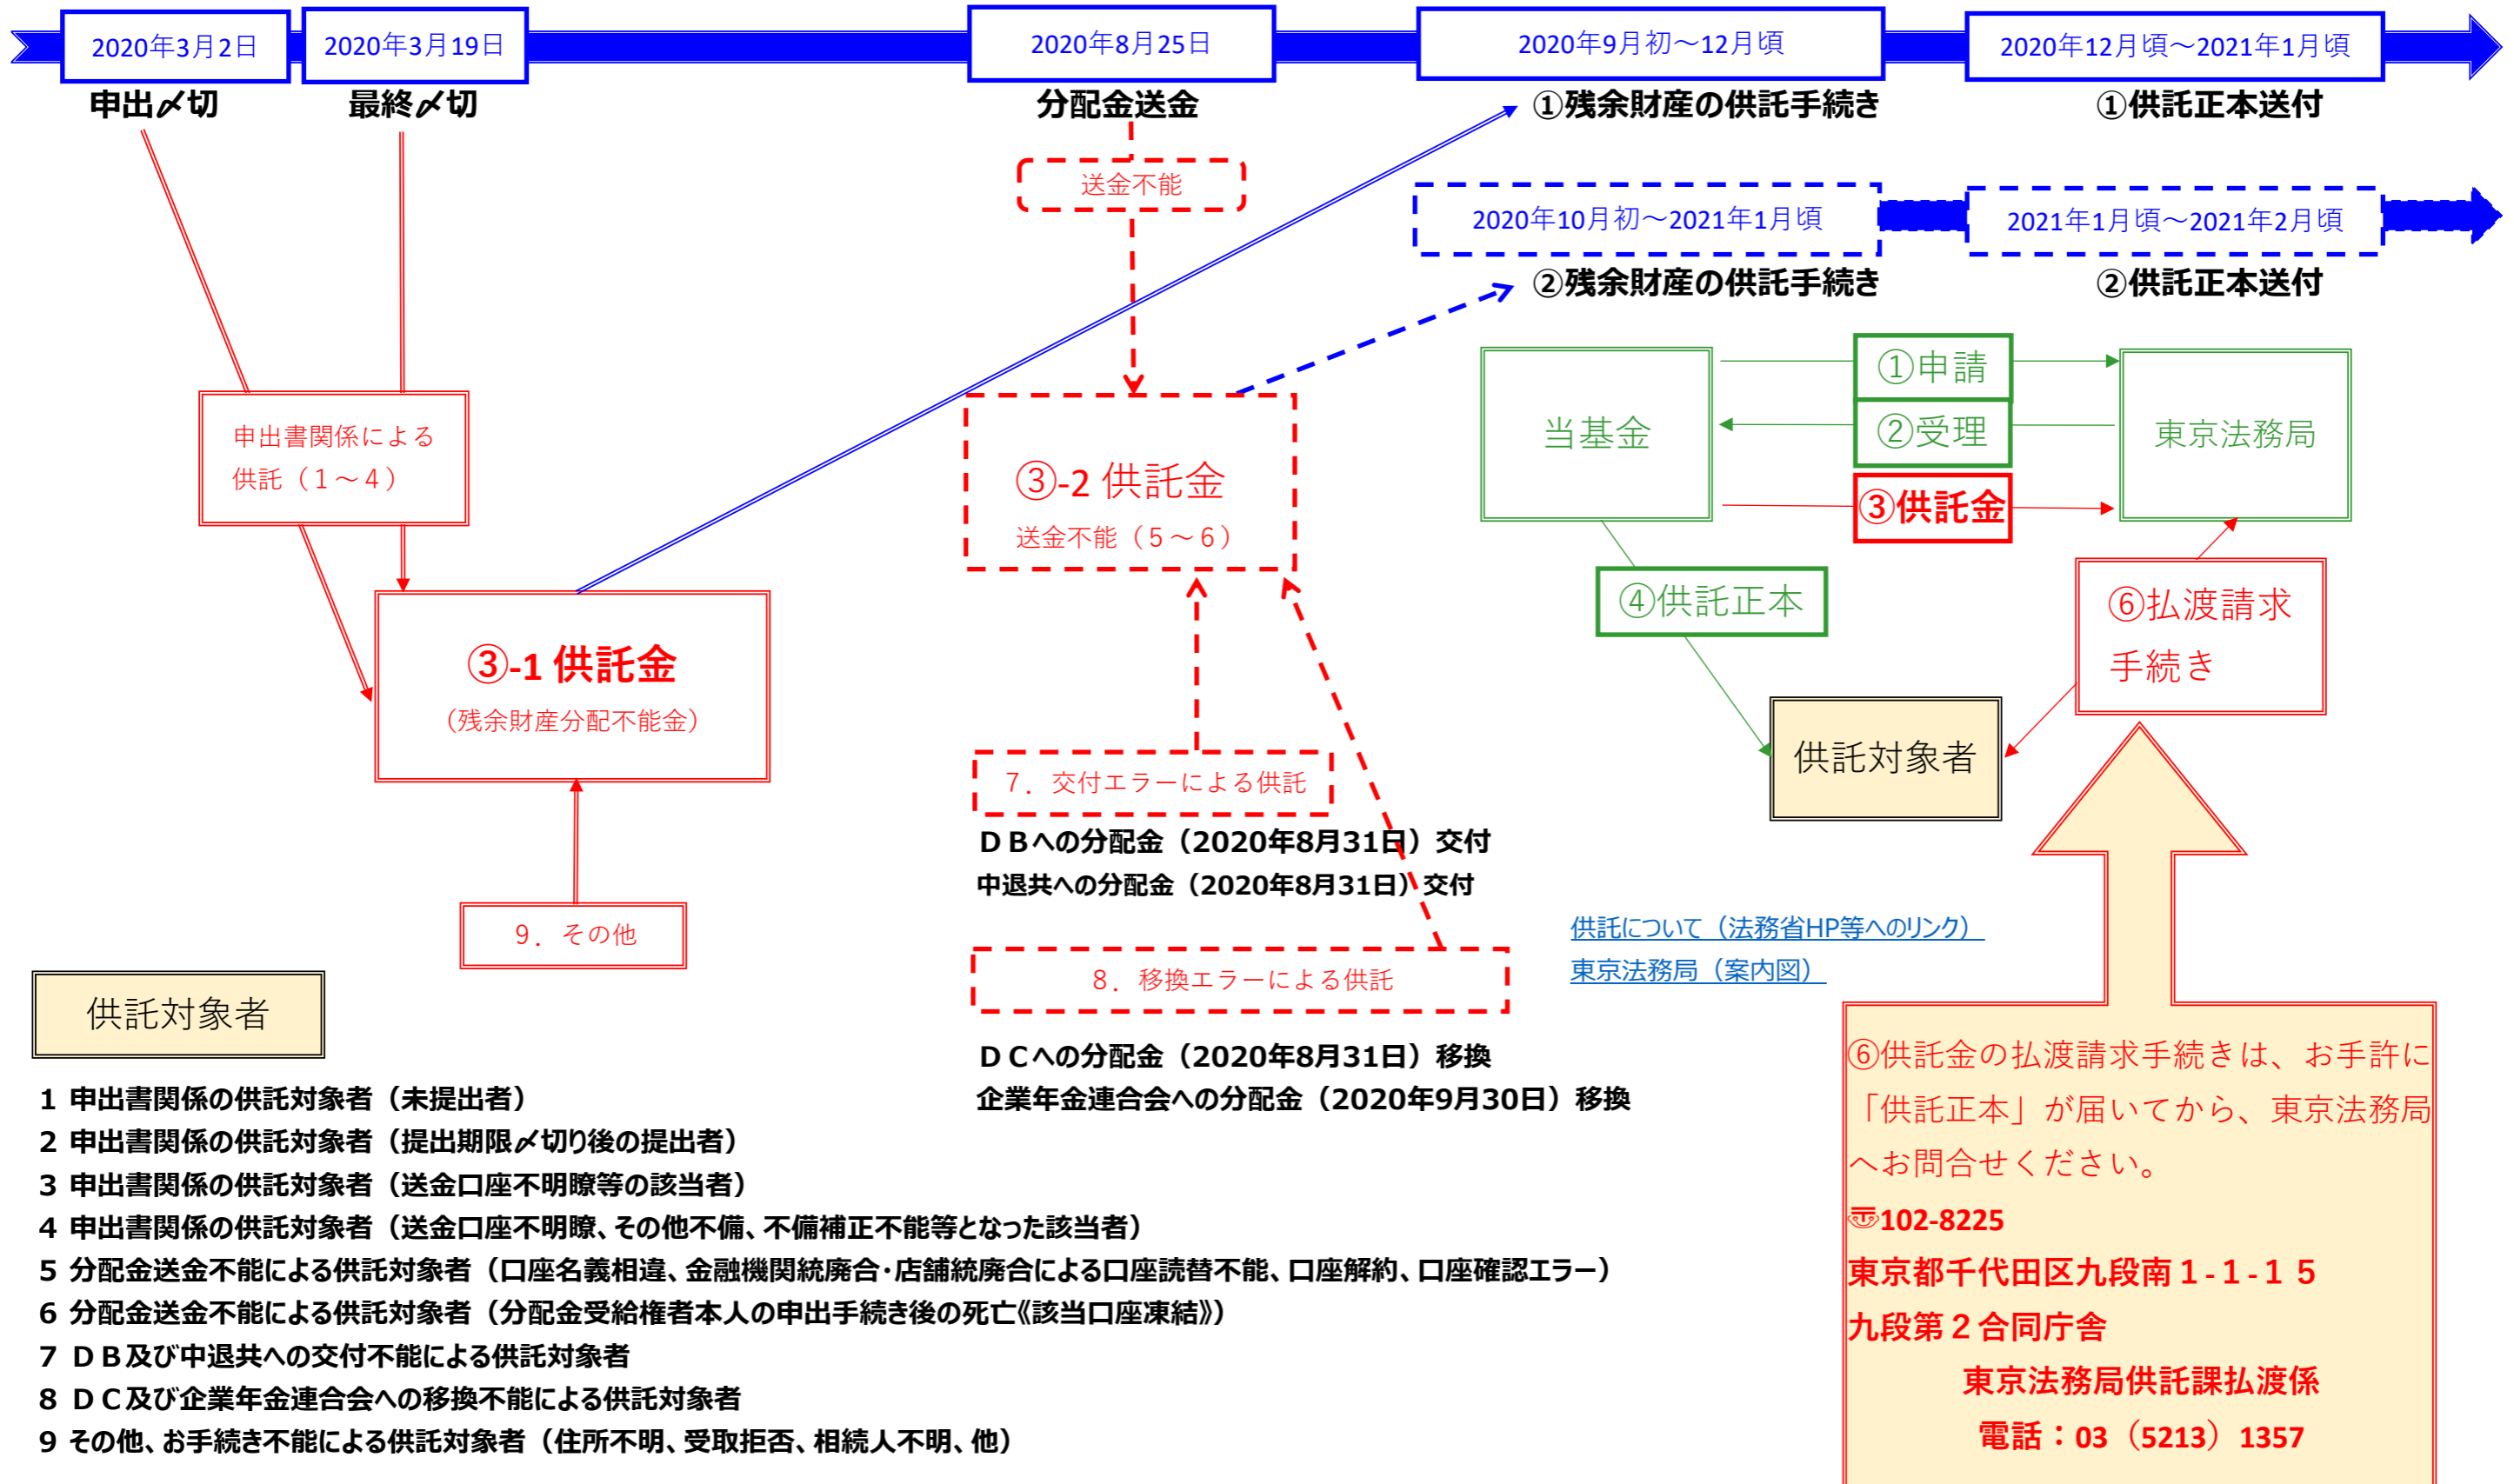 2020年3月2日
2020年3月19日
2020年8月25日
2020年9月初～12月頃
2020年12月頃～2021年1月頃
申出〆切
最終〆切
分配金送金
①残余財産の供託手続き
①供託正本送付
送金不能
2020年10月初～2021年1月頃
2021年1月頃～2021年2月頃
②残余財産の供託手続き
②供託正本送付
申出書関係による
供託（１～４）
③-1 供託金
（残余財産分配不能金）
９．その他
③-2 供託金
送金不能（５～６）
７．交付エラーによる供託
ＤＢへの分配金（2020年8月31日）交付
中退共への分配金（2020年8月31日）交付
８．移換エラーによる供託
ＤＣへの分配金（2020年8月31日）移換
企業年金連合会への分配金（2020年9月30日）移換
当基金
①申請
②受理
③供託金
東京法務局
④供託正本
⑥払渡請求
手続き
供託対象者
供託について（法務省HP等へのリンク）
東京法務局（案内図）
供託対象者
1 申出書関係の供託対象者（未提出者）
2 申出書関係の供託対象者（提出期限〆切り後の提出者）
3 申出書関係の供託対象者（送金口座不明瞭等の該当者）
4 申出書関係の供託対象者（送金口座不明瞭、その他不備、不備補正不能等となった該当者）
5 分配金送金不能による供託対象者（口座名義相違、金融機関統廃合・店舗統廃合による口座読替不能、口座解約、口座確認エラー）
6 分配金送金不能による供託対象者（分配金受給権者本人の申出手続き後の死亡《該当口座凍結》）
7 ＤＢ及び中退共への交付不能による供託対象者
8 ＤＣ及び企業年金連合会への移換不能による供託対象者
9 その他、お手続き不能による供託対象者（住所不明、受取拒否、相続人不明、他）
⑥供託金の払渡請求手続きは、お手許に
「供託正本」が届いてから、東京法務局
へお問合せください。
〠102-8225
東京都千代田区九段南１-１-１５
九段第２合同庁舎
東京法務局供託課払渡係
電話：03（5213）1357